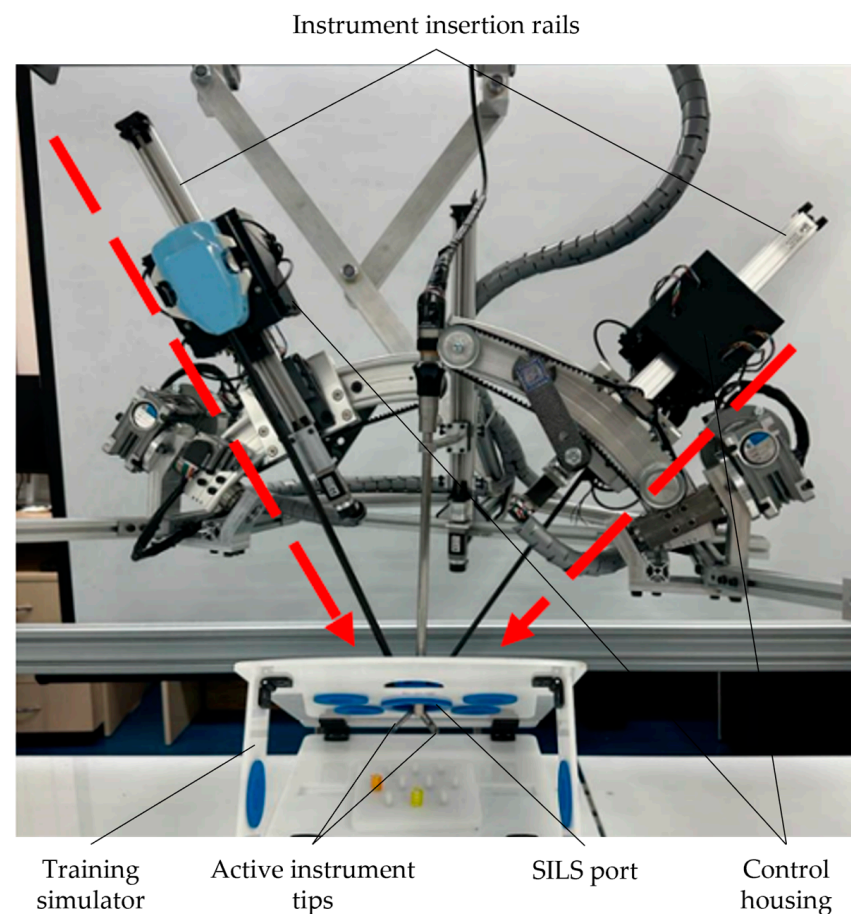 Instrument insertion rails
Training
simulator
Active instrument
tips
SILS port
Control
housing